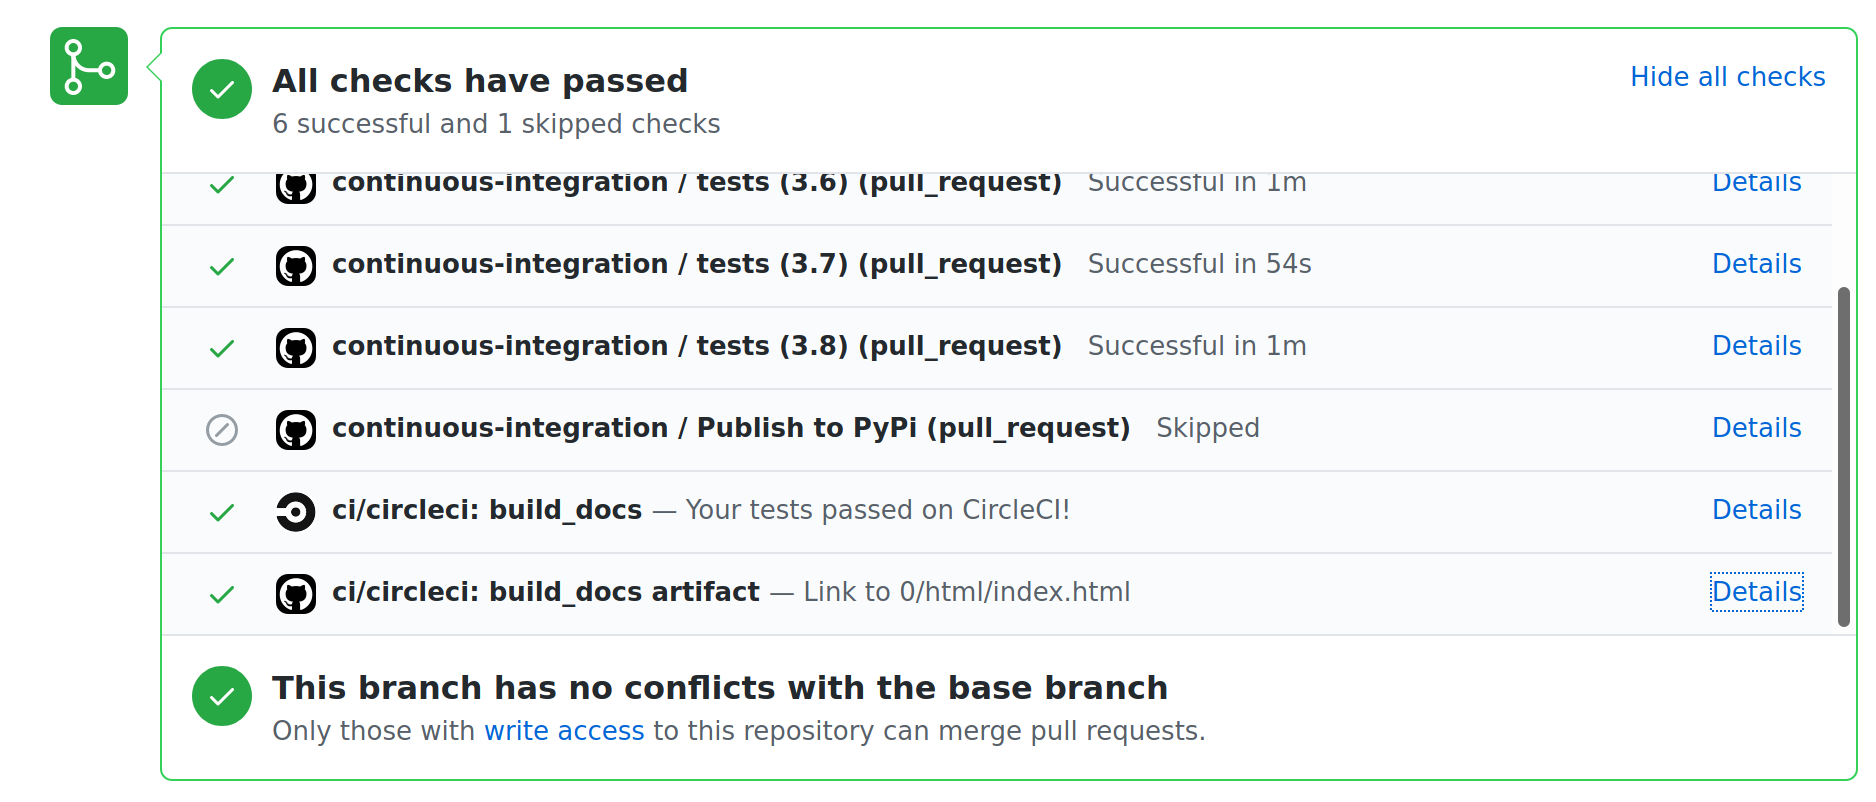 All checks have passed
Hide all checks
6 successful and 1 skipped checks
continuous-integration / tests (3.6) (pull_request) Successful in 1m Details
continuous-integration / tests (3.7) (pull_request) Successful in 54s Details
continuous-integration / tests (3.8) (pull_request) Successful in 1m Details
continuous-integration / Publish to PyPi (pull_request) Skipped Details
ci/circleci: build_docs — Your tests passed on CircleCI! Details
ci/circleci: build_docs artifact — Link to 0/html/index.html Details
This branch has no conflicts with the base branch
Only those with write access to this repository can merge pull requests.